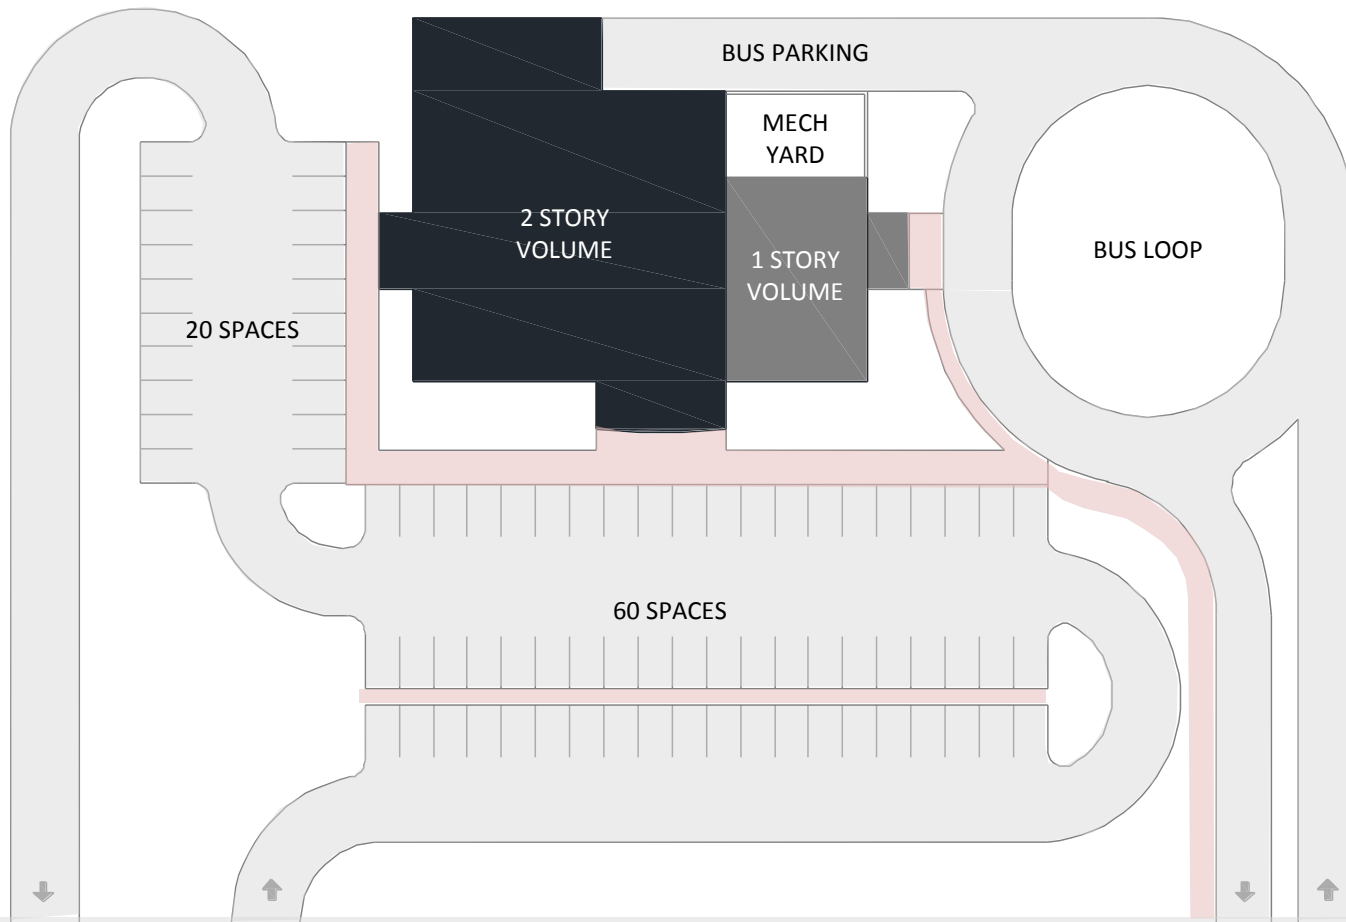 BUS PARKING
MECH
YARD
2 STORY
VOLUME
1 STORY
VOLUME
BUS LOOP
20 SPACES
60 SPACES